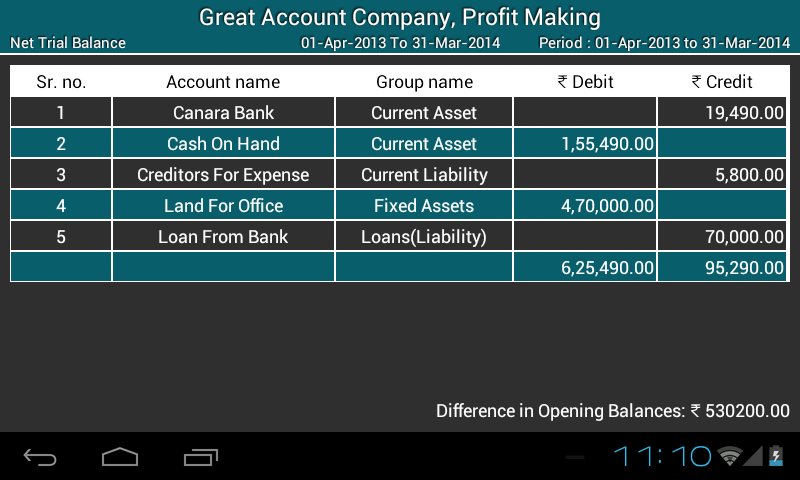 Great Account Company, Profit Making
Net Trial Balance 01-Apr-2013 To 31-Mar-2014 Period : 01-Apr-2013 to 31-Mar-2014
Sr. no. Account name Group name ₹ Debit ₹ Credit
1 Canara Bank Current Asset 19,490.00
2 Cash On Hand Current Asset 1,55,490.00
3 Creditors For Expense Current Liability 5,800.00
4 Land For Office Fixed Assets 4,70,000.00
5 Loan From Bank Loans(Liability) 70,000.00
6,25,490.00 95,290.00
Difference in Opening Balances: ₹ 530200.00
11:10